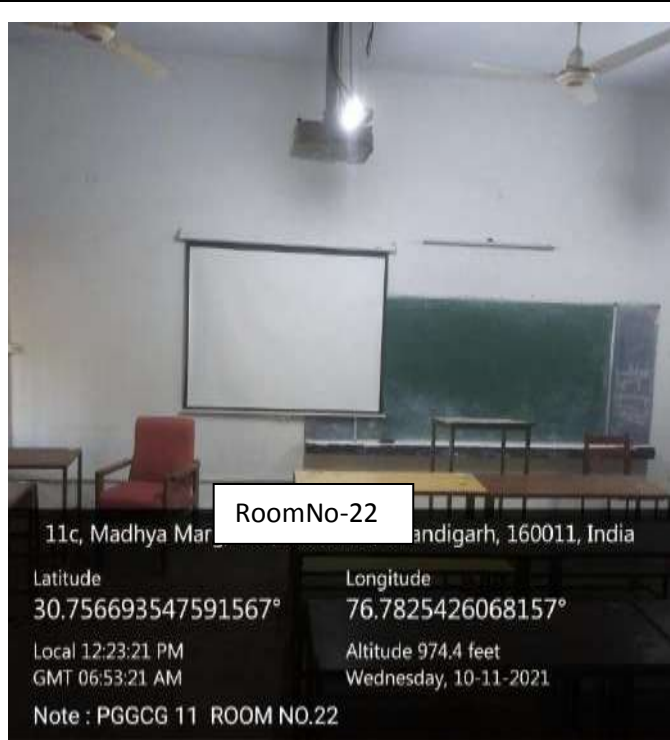 RoomNo-22
11c, Madhya Mar andigarh, 160011, India
Latitude
30.756693547591567°
Longitude
76.7825426068157°
Local 12:23:21 PM
GMT 06:53:21 AM
Altitude 974.4 feet
Wednesday, 10-11-2021
Note : PGGCG 11 ROOM NO.22